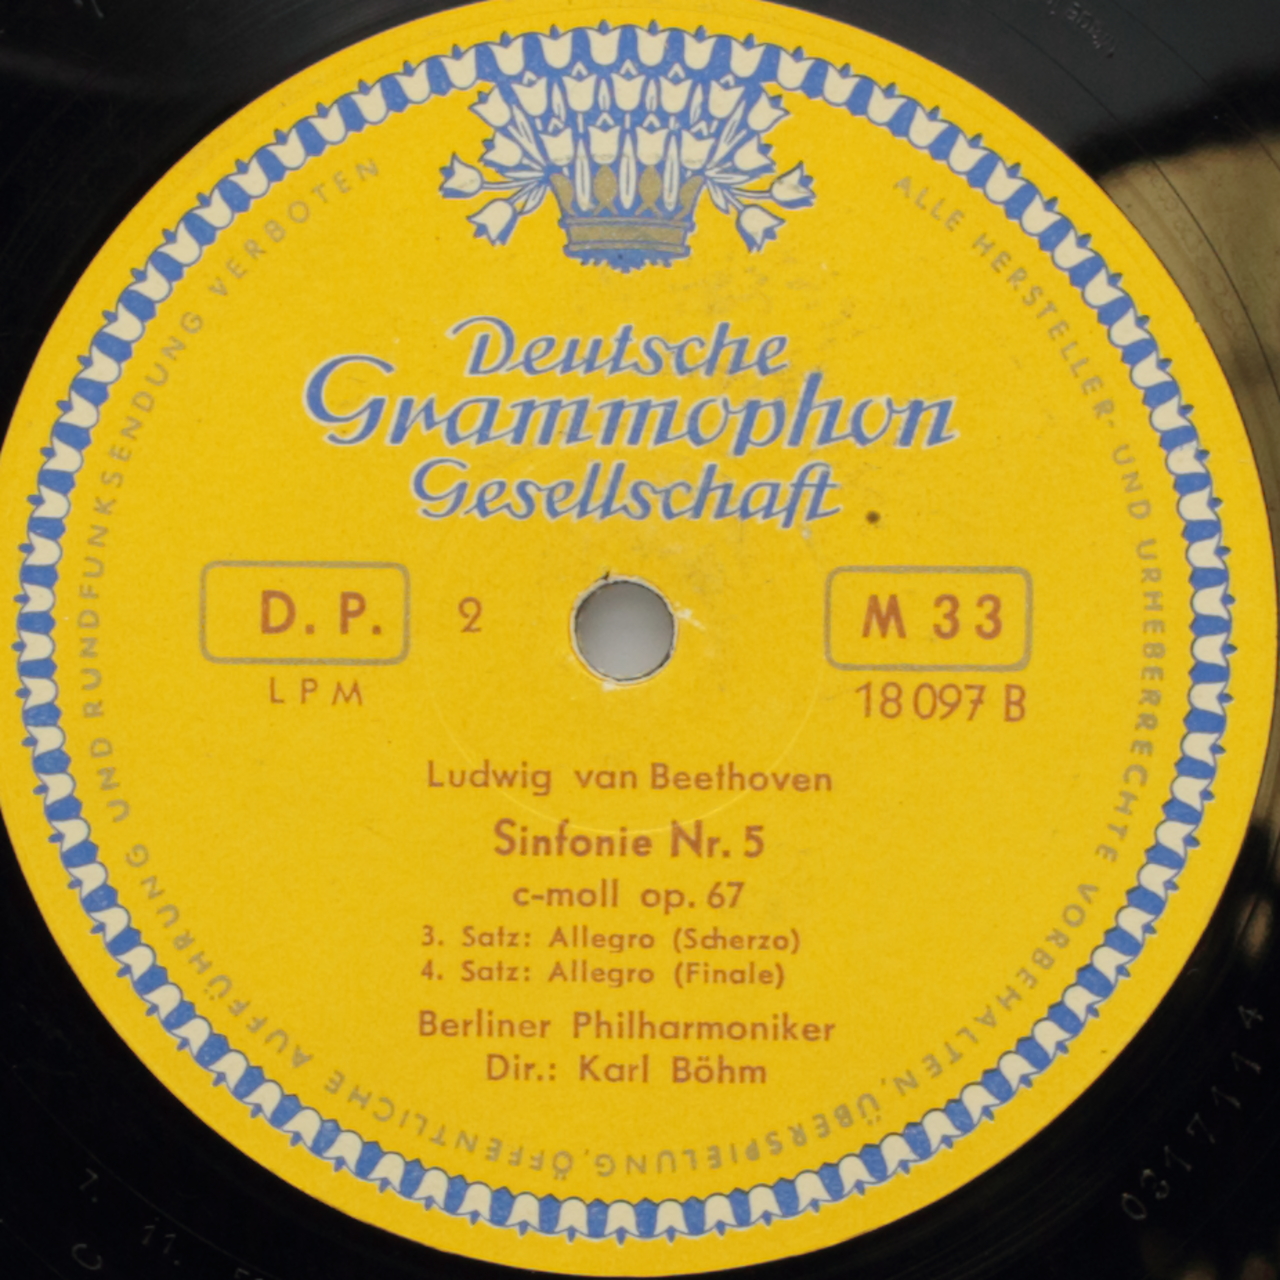 ALLE HERSTELLER- UND URHEBERRECHTE VORBEHALTEN, ÜBERSPIELUNG, ÖFFENTLICHE AUFFÜHRUNG UND RUNDFUNKSENDUNG VERBOTEN
Deutsche
Grammophon
Gesellschaft
D. P. 2 M 33
LPM 18097 B
Ludwig van Beethoven
Sinfonie Nr. 5
c-moll op. 67
3. Satz: Allegro (Scherzo)
4. Satz: Allegro (Finale)
Berliner Philharmoniker
Dir.: Karl Böhm
0317114